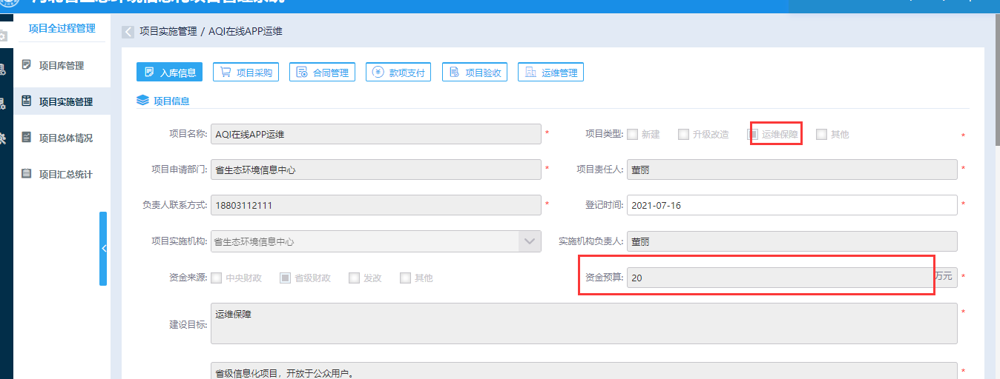 项目全过程管理
项目库管理
项目实施管理
项目总体情况
项目汇总统计
项目实施管理 / AQI在线APP运维
入库信息 项目采购 合同管理 款项支付 项目验收 运维管理
项目信息
项目名称: AQI在线APP运维 * 项目类型: 新建 升级改造 运维保障 其他 *
项目申请部门: 省生态环境信息中心 * 项目责任人: 董丽 *
负责人联系方式: 18803112111 * 登记时间: 2021-07-16 *
项目实施机构: 省生态环境信息中心 实施机构负责人: 董丽
资金来源: 中央财政 省级财政 发改 其他 资金预算: 20 万元 *
建设目标: 运维保障 *
省级信息化项目，开放于公众用户。 *